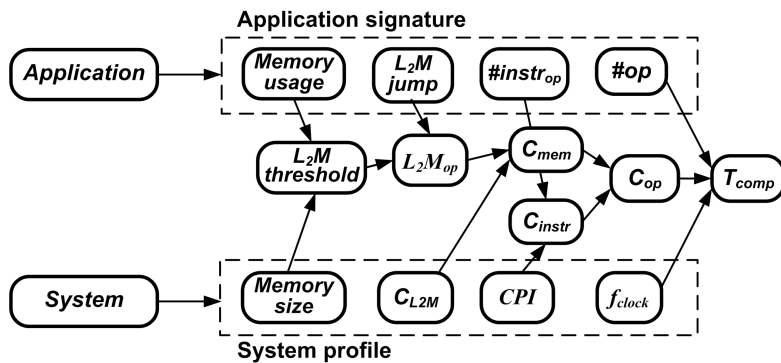 Application signature
Application
Memory
usage
L2M
jump
#instrop
#op
L2M
threshold
L2Mop
Cmem
Cop
Tcomp
Cinstr
System
Memory
size
CL2M
CPI
fclock
System profile